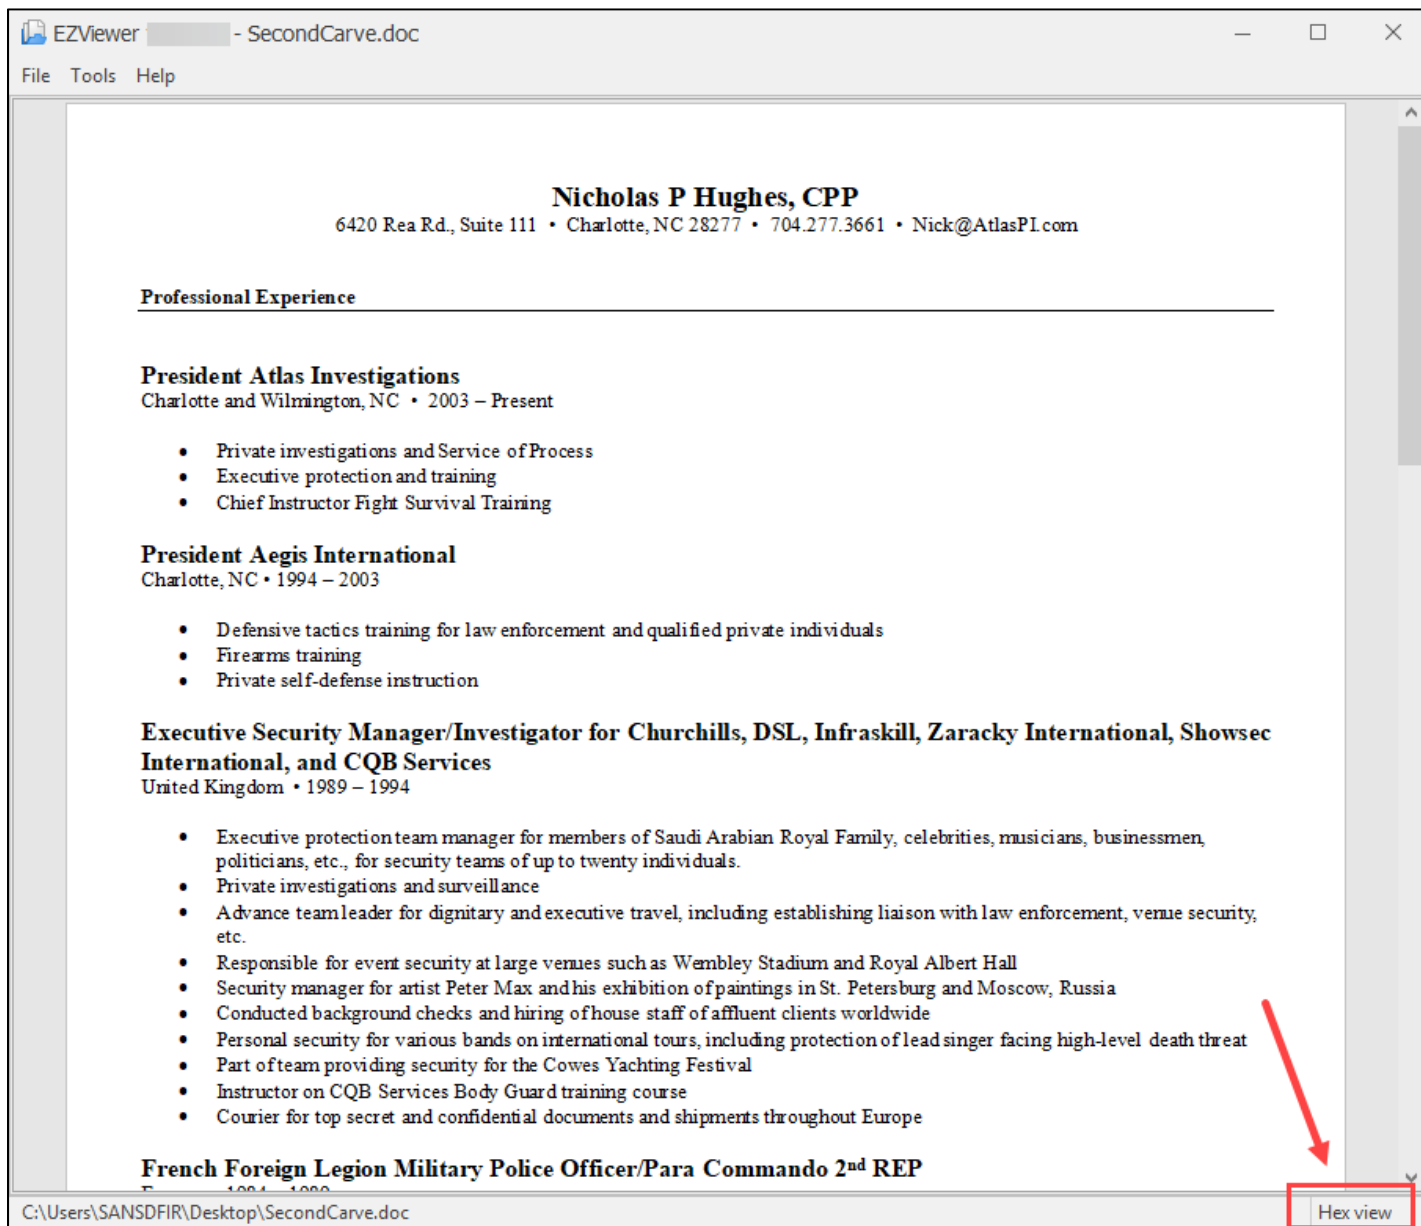 EZViewer - SecondCarve.doc
File Tools Help
Nicholas P Hughes, CPP
6420 Rea Rd., Suite 111 • Charlotte, NC 28277 • 704.277.3661 • Nick@AtlasPI.com
Professional Experience
President Atlas Investigations
Charlotte and Wilmington, NC • 2003 – Present
• Private investigations and Service of Process
• Executive protection and training
• Chief Instructor Fight Survival Training
President Aegis International
Charlotte, NC • 1994 – 2003
• Defensive tactics training for law enforcement and qualified private individuals
• Firearms training
• Private self-defense instruction
Executive Security Manager/Investigator for Churchills, DSL, Infraskill, Zaracky International, Showsec
International, and CQB Services
United Kingdom • 1989 – 1994
• Executive protection team manager for members of Saudi Arabian Royal Family, celebrities, musicians, businessmen,
politicians, etc., for security teams of up to twenty individuals.
• Private investigations and surveillance
• Advance team leader for dignitary and executive travel, including establishing liaison with law enforcement, venue security,
etc.
• Responsible for event security at large venues such as Wembley Stadium and Royal Albert Hall
• Security manager for artist Peter Max and his exhibition of paintings in St. Petersburg and Moscow, Russia
• Conducted background checks and hiring of house staff of affluent clients worldwide
• Personal security for various bands on international tours, including protection of lead singer facing high-level death threat
• Part of team providing security for the Cowes Yachting Festival
• Instructor on CQB Services Body Guard training course
• Courier for top secret and confidential documents and shipments throughout Europe
French Foreign Legion Military Police Officer/Para Commando 2nd REP
C:\Users\SANSDFIR\Desktop\SecondCarve.doc
Hex view